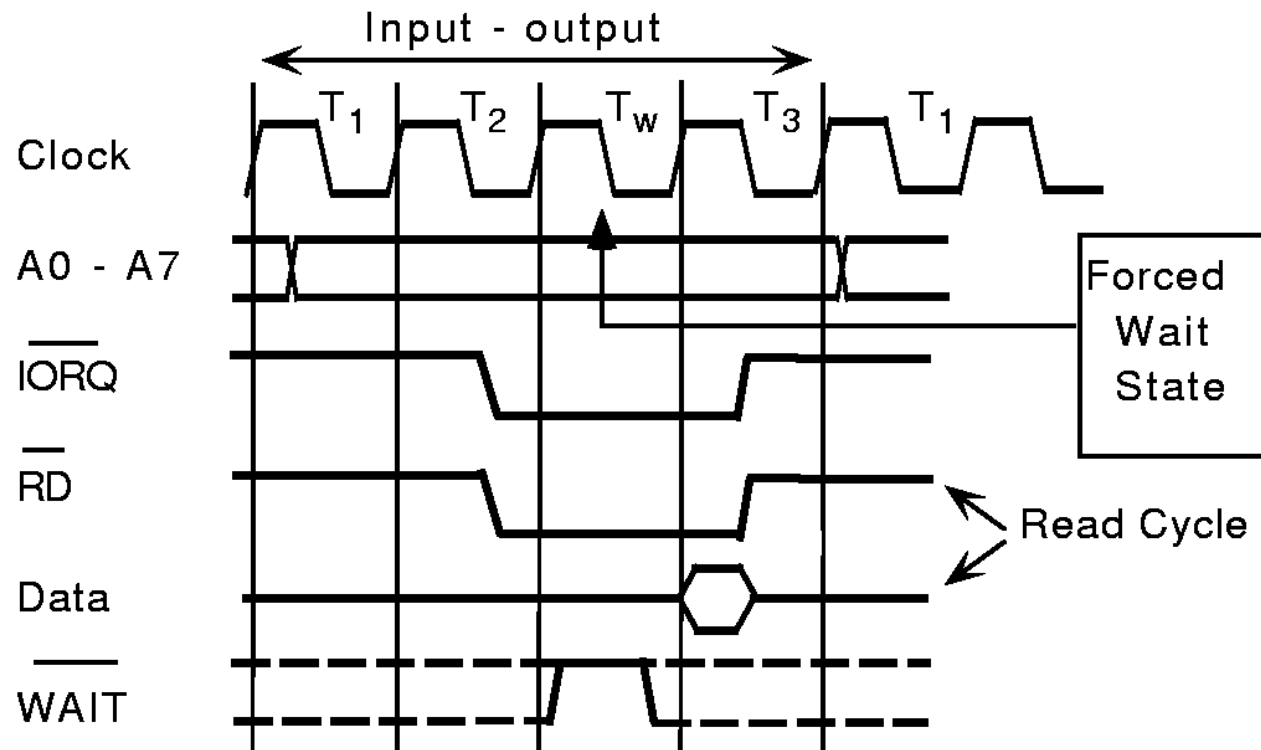 Input - output
T1 T2 Tw T3 T1
Clock
A0 - A7
Forced
Wait
State
IORQ
RD
Read Cycle
Data
WAIT